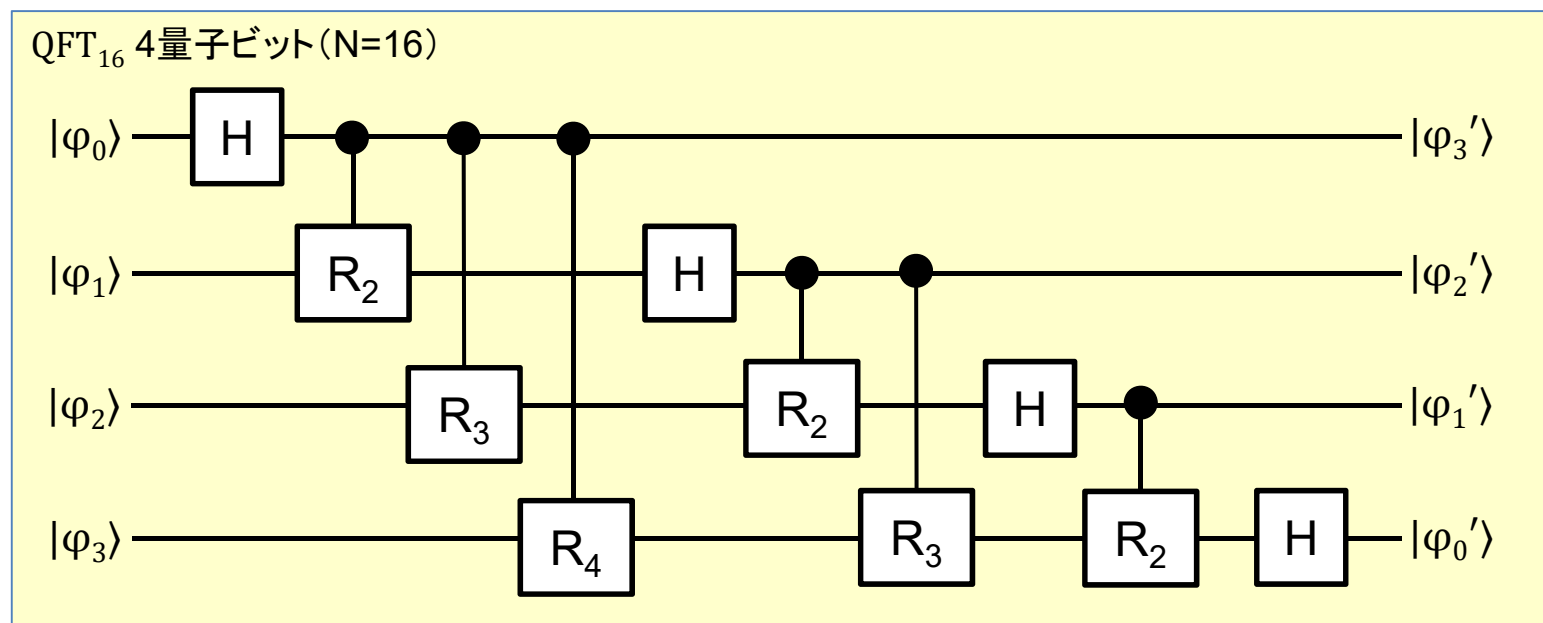 QFT₁₆ 4量子ビット（N=16）
|φ₀⟩ H |φ₃′⟩
|φ₁⟩ R₂ H |φ₂′⟩
|φ₂⟩ R₃ R₂ H |φ₁′⟩
|φ₃⟩ R₄ R₃ R₂ H |φ₀′⟩